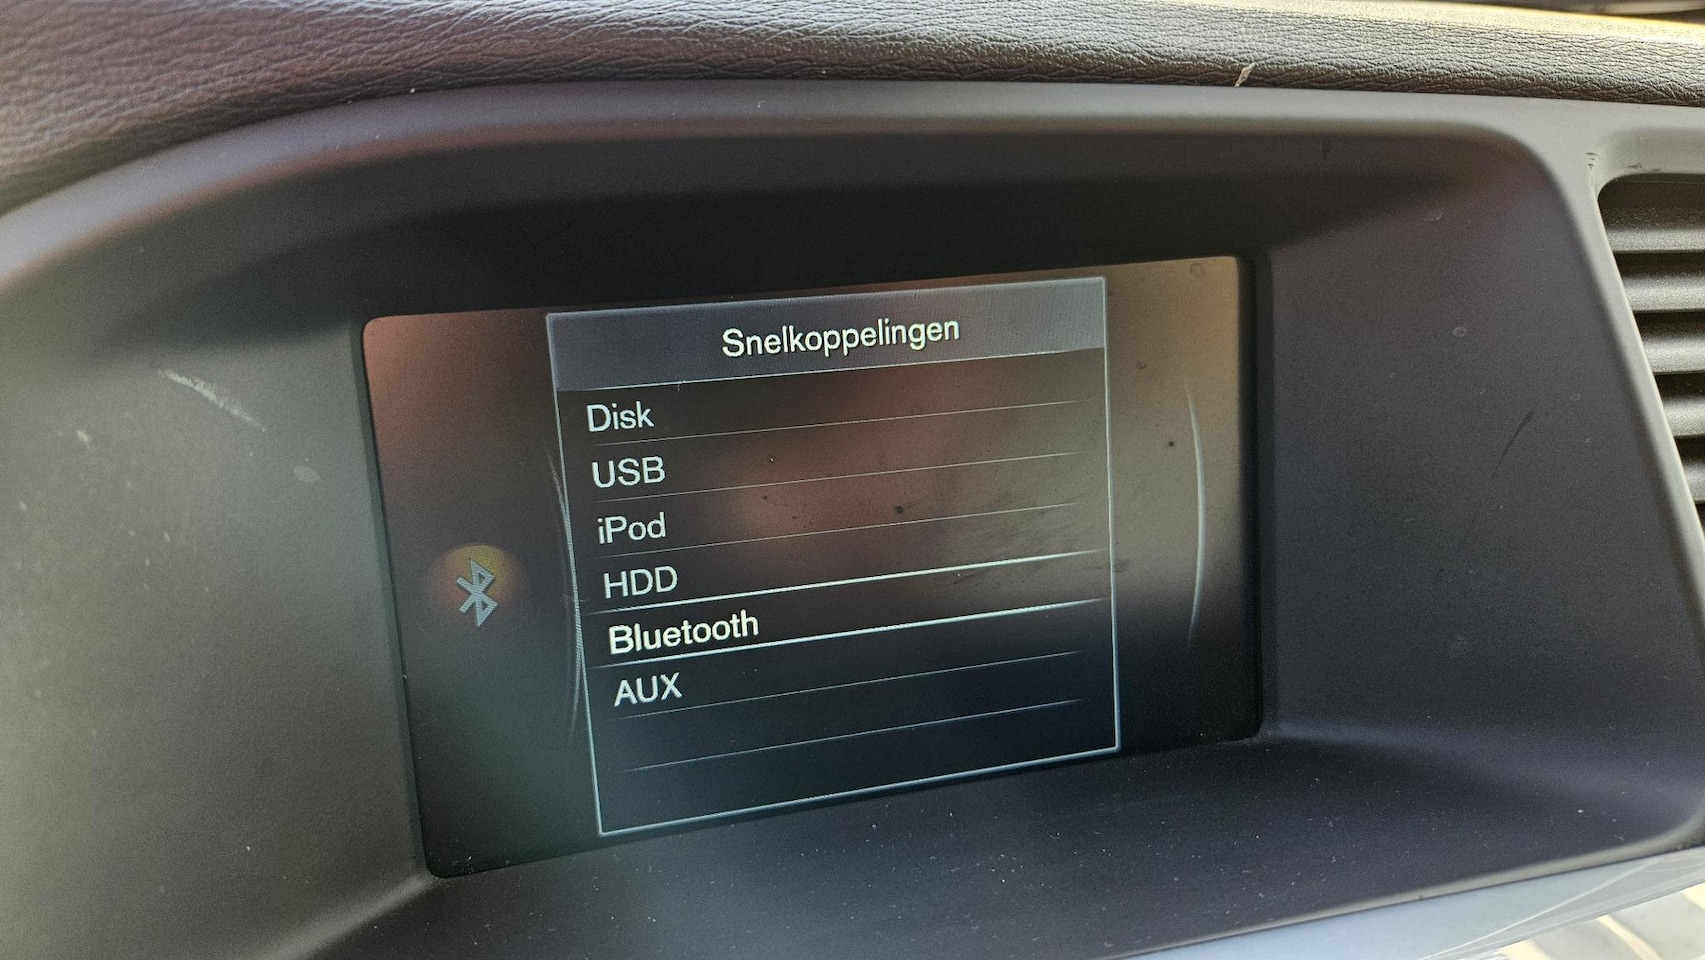 Snelkoppelingen
Disk
USB
iPod
HDD
Bluetooth
AUX